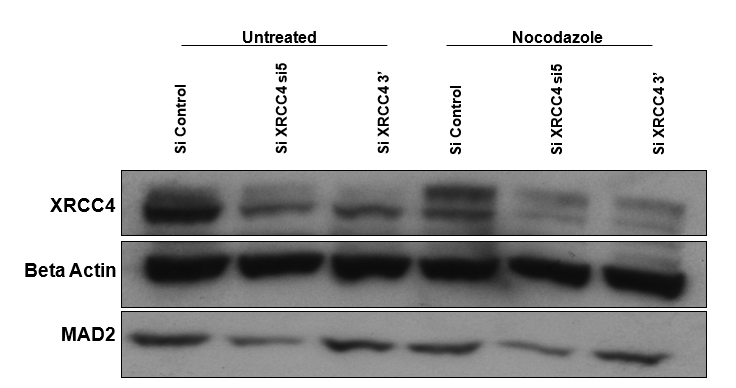 Untreated
Nocodazole
Si Control
Si XRCC4 si5
Si XRCC4 3'
Si Control
Si XRCC4 si5
Si XRCC4 3'
XRCC4
Beta Actin
MAD2